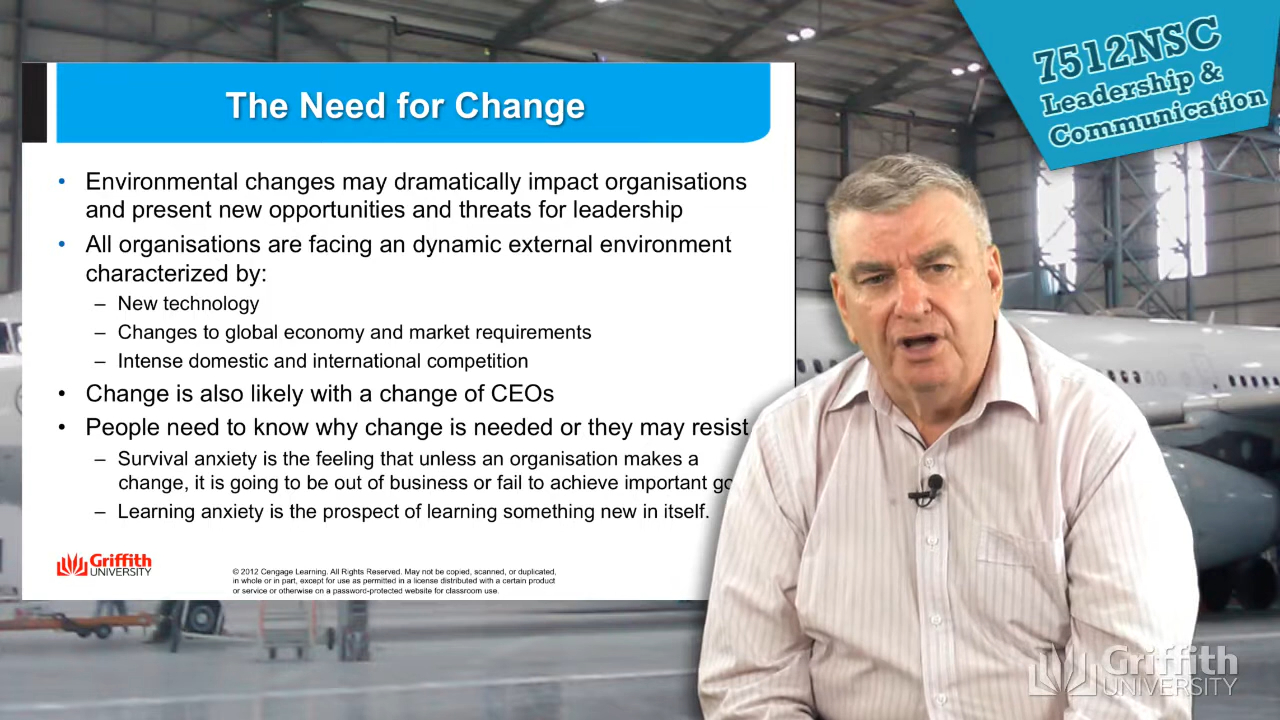 The Need for Change
• Environmental changes may dramatically impact organisations
and present new opportunities and threats for leadership
• All organisations are facing an dynamic external environment
characterized by:
– New technology
– Changes to global economy and market requirements
– Intense domestic and international competition
• Change is also likely with a change of CEOs
• People need to know why change is needed or they may resist
– Survival anxiety is the feeling that unless an organisation makes a
change, it is going to be out of business or fail to achieve important
– Learning anxiety is the prospect of learning something new in itself.
Griffith
UNIVERSITY
© 2012 Cengage Learning. All Rights Reserved. May not be copied, scanned, or duplicated,
in whole or in part, except for use as permitted in a license distributed with a certain product
or service or otherwise on a password-protected website for classroom use.
7512NSC
Leadership &
Communication
Griffith
UNIVERSITY